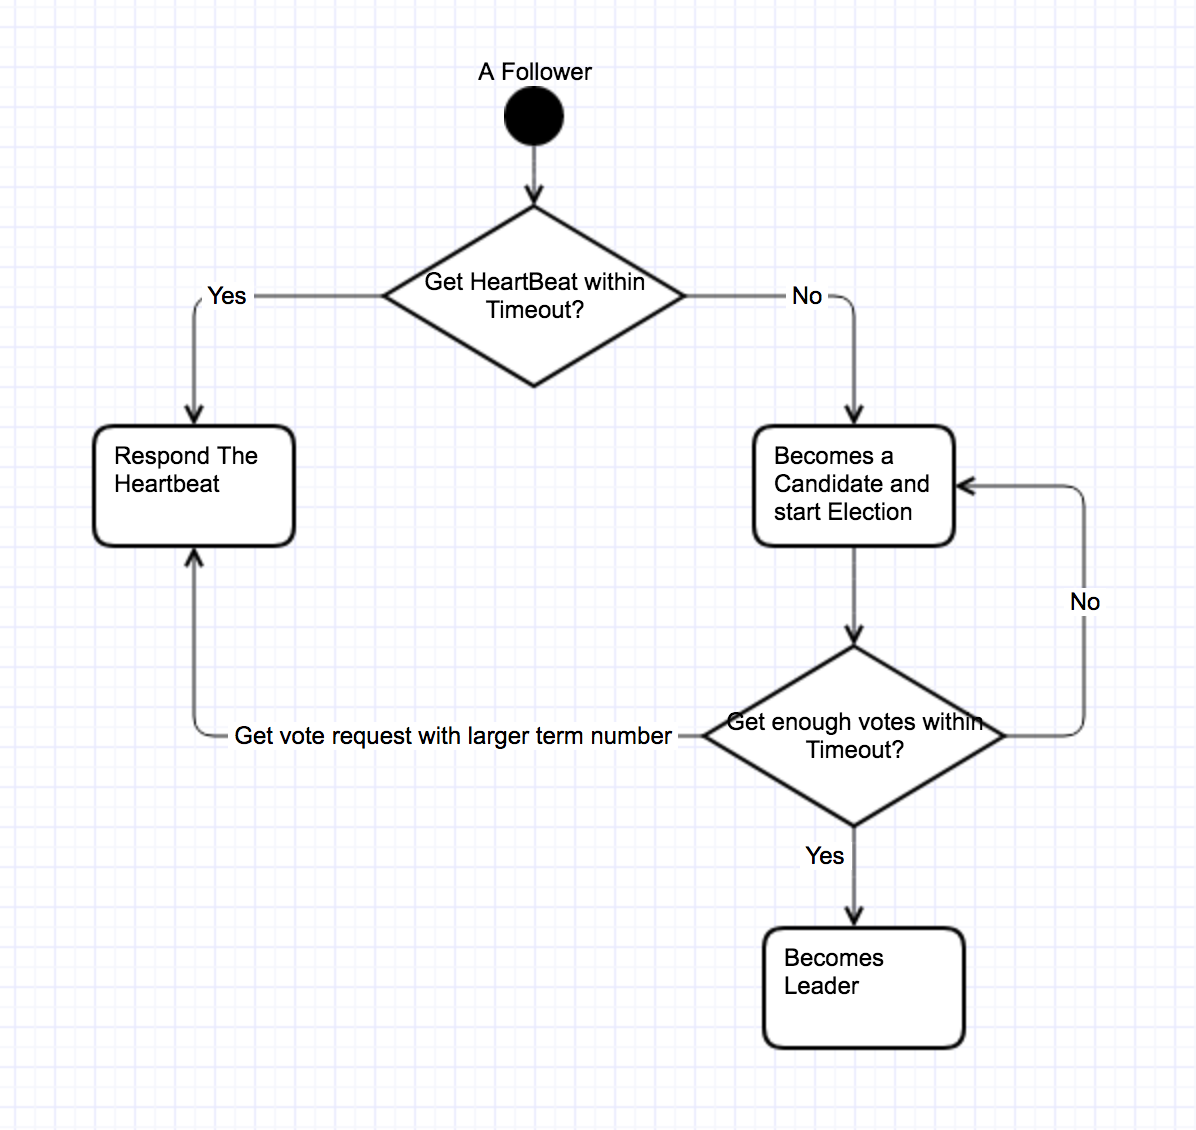 A Follower
Get HeartBeat within
Timeout?
Yes
No
Respond The
Heartbeat
Becomes a
Candidate and
start Election
No
Get vote request with larger term number
Get enough votes within
Timeout?
Yes
Becomes
Leader